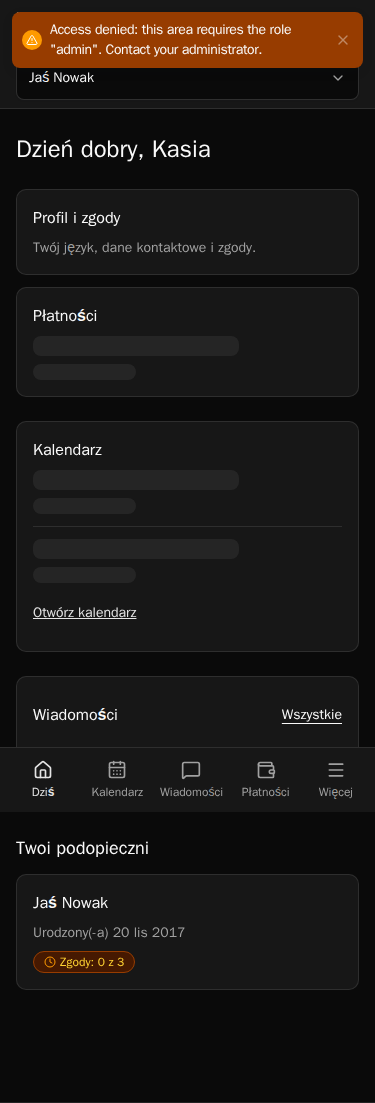 Access denied: this area requires the role
"admin". Contact your administrator.
Jaś Nowak
Dzień dobry, Kasia
Profil i zgody
Twój język, dane kontaktowe i zgody.
Płatności
Kalendarz
Otwórz kalendarz
Wiadomości
Wszystkie
Dziś
Kalendarz
Wiadomości
Płatności
Więcej
Twoi podopieczni
Jaś Nowak
Urodzony(-a) 20 lis 2017
Zgody: 0 z 3